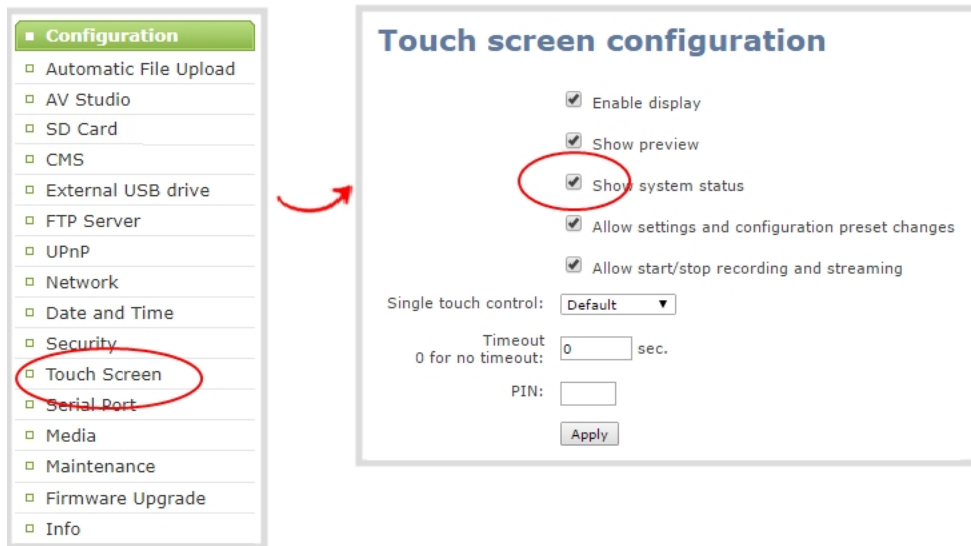 Configuration
Automatic File Upload
AV Studio
SD Card
CMS
External USB drive
FTP Server
UPnP
Network
Date and Time
Security
Touch Screen
Serial Port
Media
Maintenance
Firmware Upgrade
Info
Touch screen configuration
Enable display
Show preview
Show system status
Allow settings and configuration preset changes
Allow start/stop recording and streaming
Single touch control: Default
Timeout
0 for no timeout: 0 sec.
PIN:
Apply